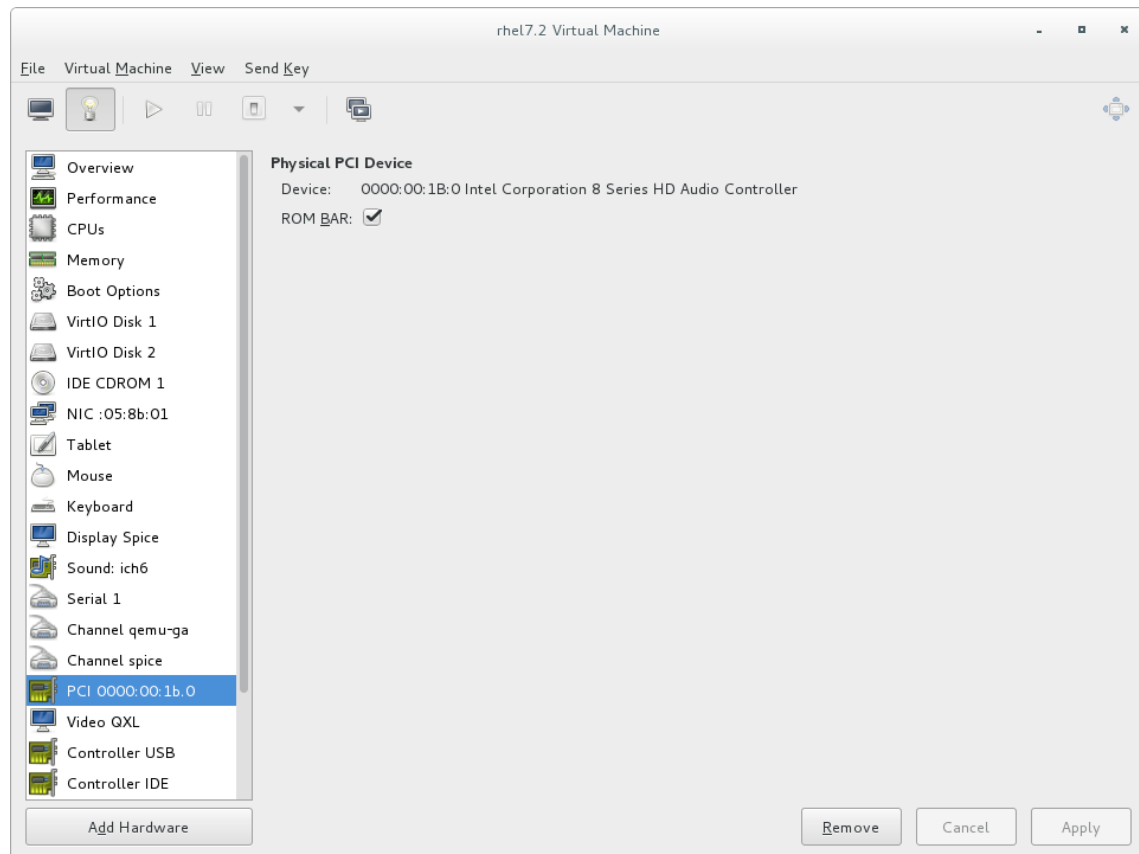 rhel7.2 Virtual Machine
File Virtual Machine View Send Key
Overview
Performance
CPUs
Memory
Boot Options
VirtIO Disk 1
VirtIO Disk 2
IDE CDROM 1
NIC :05:8b:01
Tablet
Mouse
Keyboard
Display Spice
Sound: ich6
Serial 1
Channel qemu-ga
Channel spice
PCI 0000:00:1b.0
Video QXL
Controller USB
Controller IDE
Add Hardware
Physical PCI Device
Device: 0000:00:1B:0 Intel Corporation 8 Series HD Audio Controller
ROM BAR:
Remove Cancel Apply